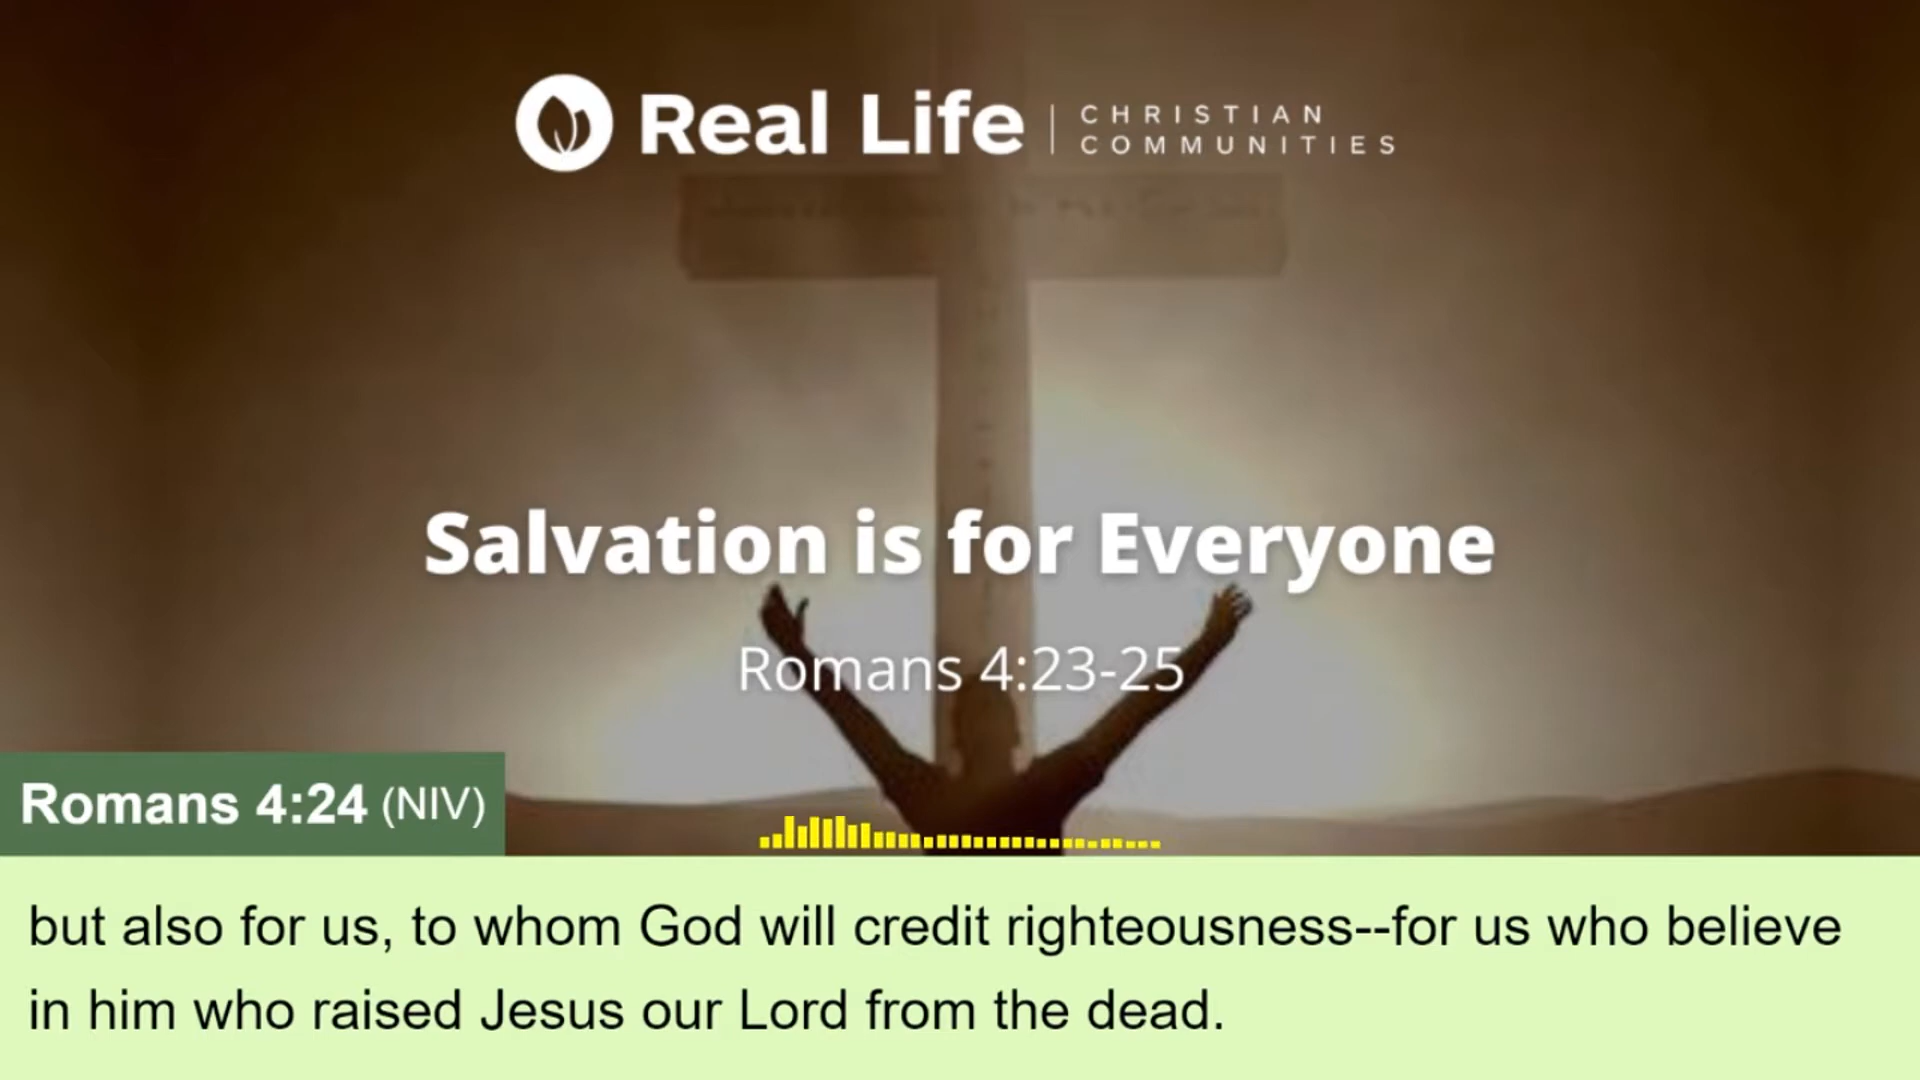 Real Life
CHRISTIAN
COMMUNITIES
Salvation is for Everyone
Romans 4:23-25
Romans 4:24 (NIV)
but also for us, to whom God will credit righteousness--for us who believe
in him who raised Jesus our Lord from the dead.